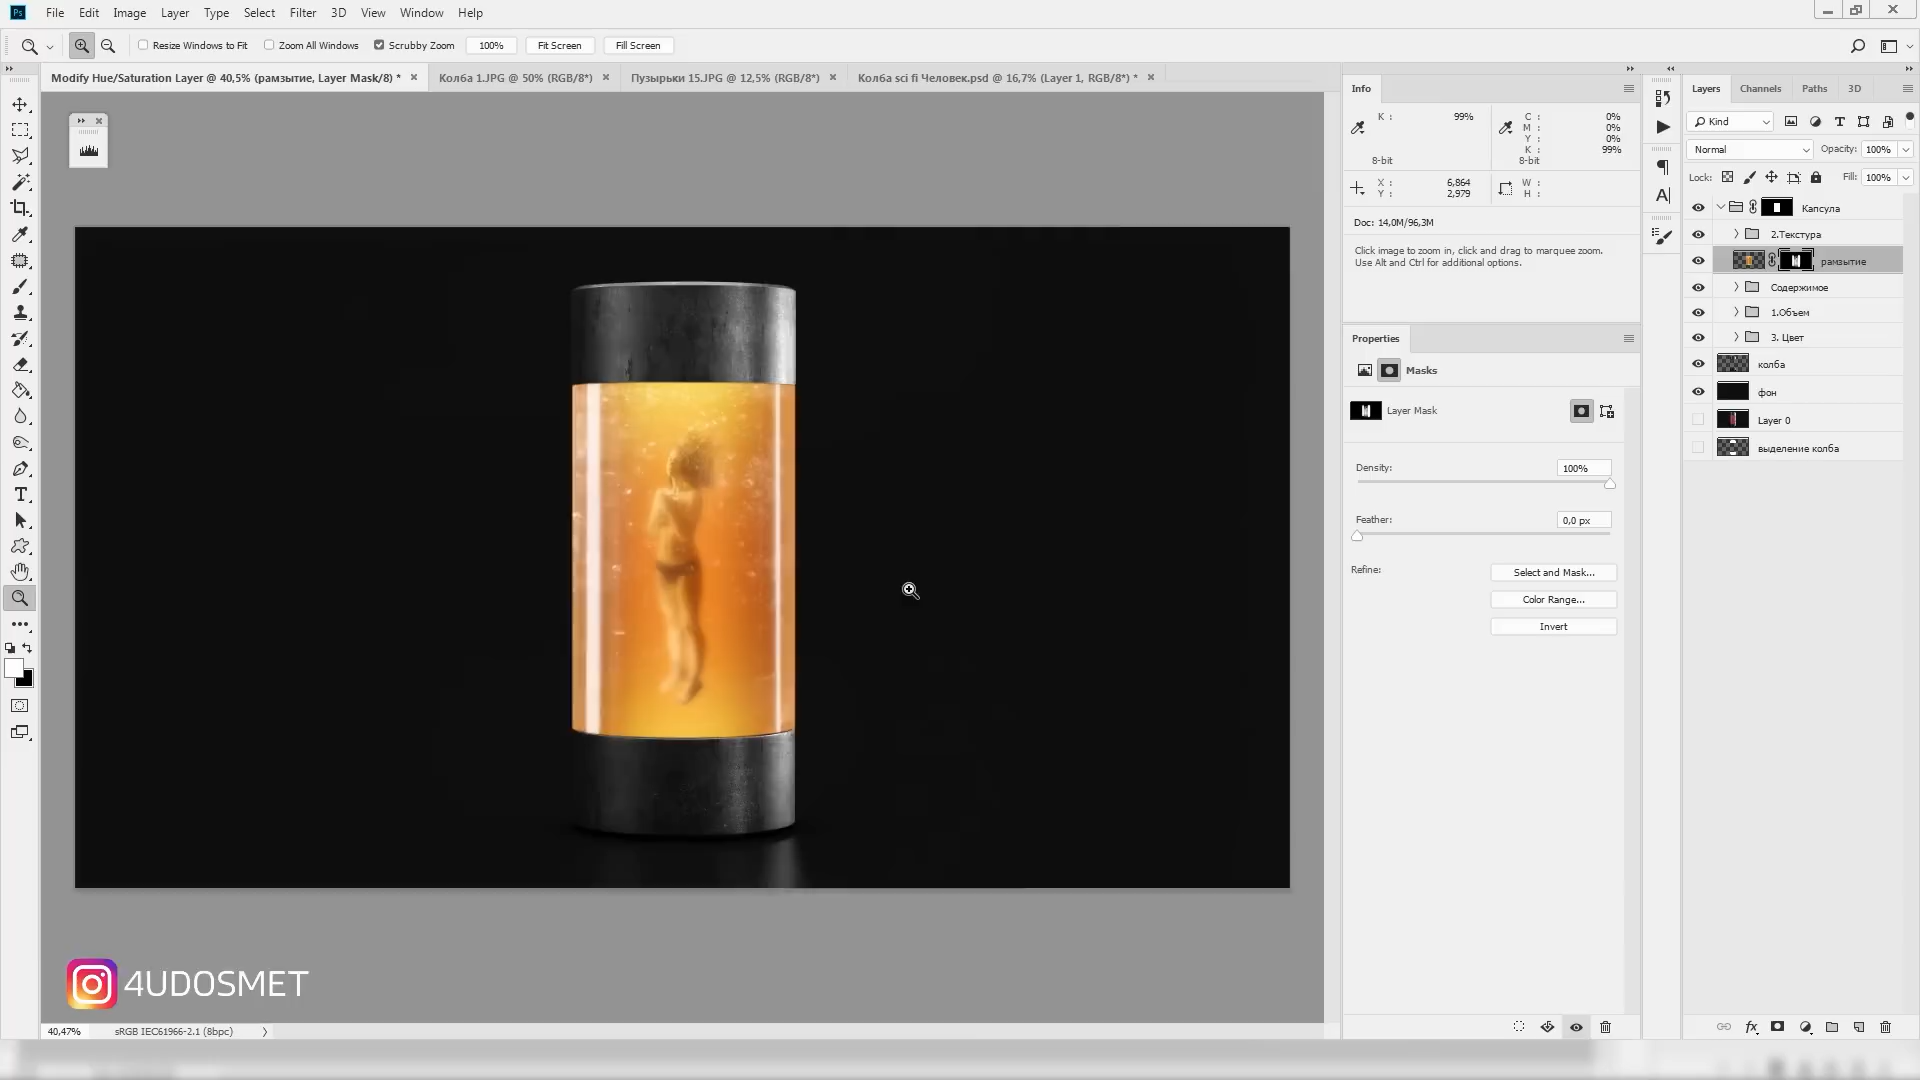 Ps File Edit Image Layer Type Select Filter 3D View Window Help
Resize Windows to Fit Zoom All Windows Scrubby Zoom 100% Fit Screen Fill Screen
Modify Hue/Saturation Layer @ 40,5% (рамзытие, Layer Mask/8) *
Колба 1.JPG @ 50% (RGB/8*)
Пузырьки 15.JPG @ 12,5% (RGB/8*)
Колба sci fi Человек.psd @ 16,7% (Layer 1, RGB/8*) *
Info
K : 99%
8-bit
C : 0%
M : 0%
Y : 0%
K : 99%
8-bit
X : 6,864
Y : 2,979
W :
H :
Doc: 14,0M/96,3M
Click image to zoom in, click and drag to marquee zoom.
Use Alt and Ctrl for additional options.
Properties
Masks
Layer Mask
Density: 100%
Feather: 0,0 px
Refine: Select and Mask...
Color Range...
Invert
Layers Channels Paths 3D
Kind
Normal Opacity: 100%
Lock: Fill: 100%
Капсула
2.Текстура
рамзытие
Содержимое
1.Объем
3. Цвет
колба
фон
Layer 0
выделение колба
fx
4UDOSMET
40,47% sRGB IEC61966-2.1 (8bpc)